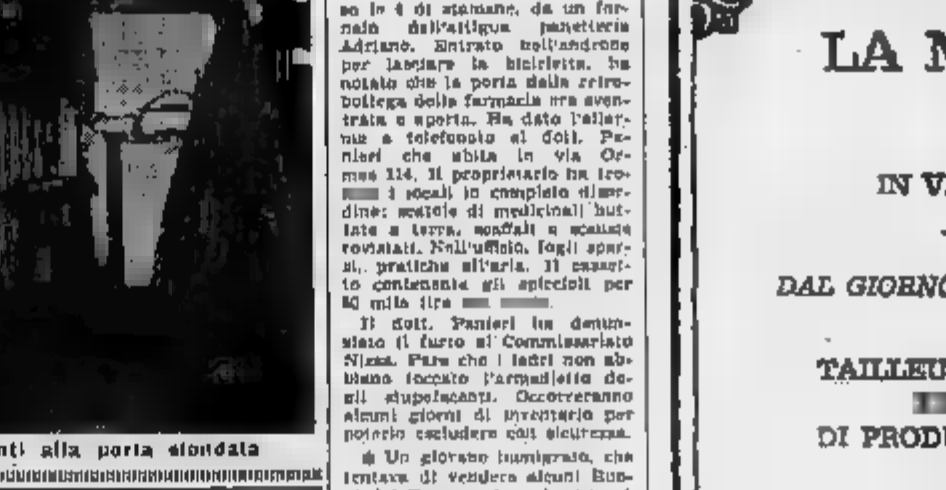 nti alla porta sfondata
so le 4 di stamane, da un for-
naio dell'attigua panetteria
Adriano. Entrato nell'androne
per lasciare la bicicletta, ha
notato che la porta della retro-
bottega della farmacia era sven-
trata e aperta. Ha dato l'allar-
me e telefonato al dott. Pa-
nieri che abita in via Or-
mea 114. Il proprietario ha tro-
i locali in completo disor-
dine: scatole di medicinali but-
tate a terra, scaffali e
rovistati. Nell'ufficio, fogli spar-
si, pratiche all'aria. Il casset-
to contenente gli spiccioli per
mila lire
Il dott. Panieri ha denun-
ciato il furto al Commissariato
Nizza. Pare che i ladri non ab-
biano toccato l'armadietto de-
gli stupefacenti. Occorreranno
alcuni giorni di inventario per
poterlo escludere con sicurezza.
Un giovane immigrato, che
tentava di vendere alcuni
LA
IN
DAL GIORNO
TAILLEU
DI PROD